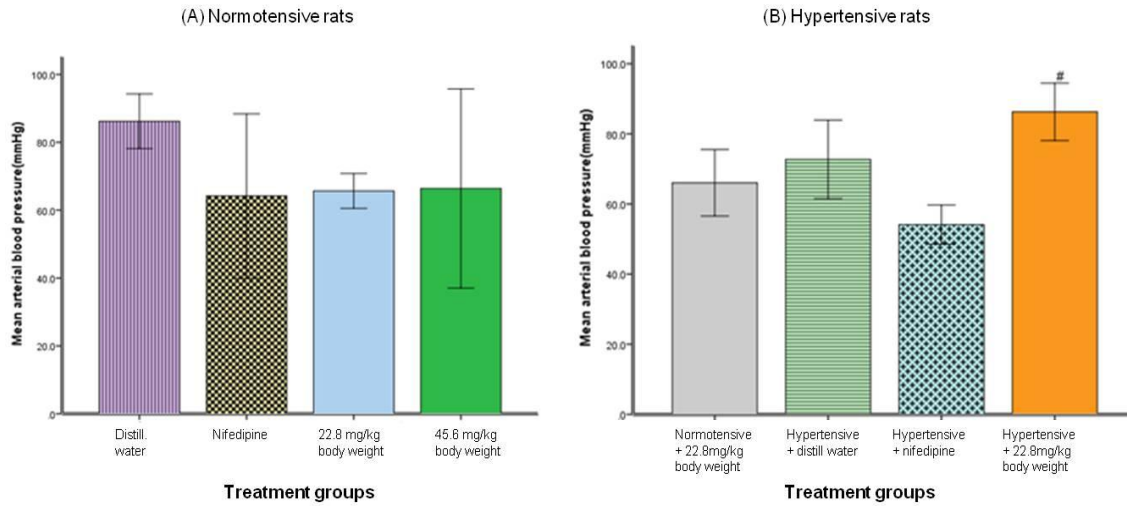 (A) Normotensive rats
Mean arterial blood pressure(mmHg)
100.0
80.0
60.0
40.0
20.0
.0
Distill.
water
Nifedipine
22.8 mg/kg
body weight
45.6 mg/kg
body weight
Treatment groups
(B) Hypertensive rats
Mean arterial blood pressure(mmHg)
100.0
80.0
60.0
40.0
20.0
.0
#
Normotensive
+ 22.8mg/kg
body weight
Hypertensive
+ distill water
Hypertensive
+ nifedipine
Hypertensive
+ 22.8mg/kg
body weight
Treatment groups